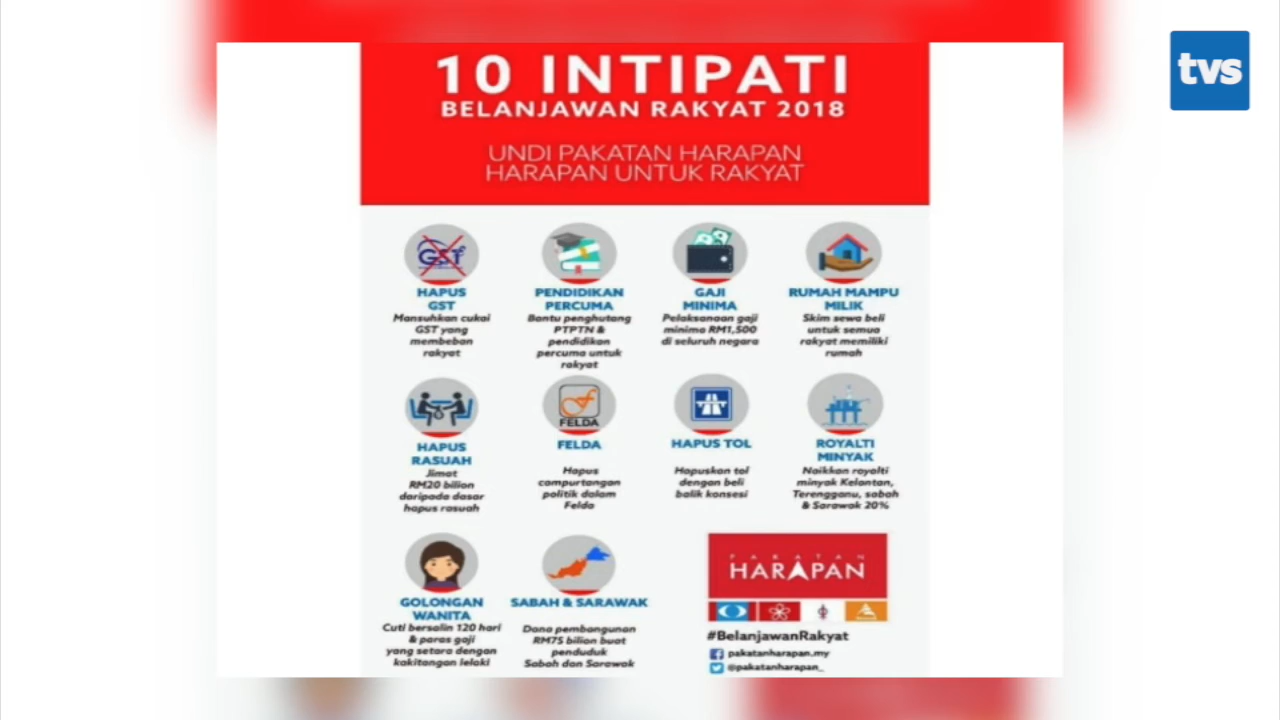 tvs
10 INTIPATI
BELANJAWAN RAKYAT 2018
UNDI PAKATAN HARAPAN
HARAPAN UNTUK RAKYAT
GST
HAPUS
GST
Mansuhkan cukai
GST yang
membeban
rakyat
PENDIDIKAN
PERCUMA
Bantu penghutang
PTPTN &
pendidikan
percuma untuk
rakyat
GAJI
MINIMA
Pelaksanaan gaji
minima RM1,500
di seluruh negara
RUMAH MAMPU
MILIK
Skim sewa beli
untuk semua
rakyat memiliki
rumah
HAPUS
RASUAH
Jimat
RM20 bilion
daripada dasar
hapus rasuah
FELDA
FELDA
Hapus
campurtangan
politik dalam
Felda
HAPUS TOL
Hapuskan tol
dengan beli
balik konsesi
ROYALTI
MINYAK
Naikkan royalti
minyak Kelantan,
Terengganu, sabah
& Sarawak 20%
GOLONGAN
WANITA
Cuti bersalin 120 hari
& paras gaji
yang setara dengan
kakitangan lelaki
SABAH & SARAWAK
Dana pembangunan
RM75 bilion buat
penduduk
Sabah dan Sarawak
PAKATAN
HARAPAN
#BelanjawanRakyat
pakatanharapan.my
@pakatanharapan_